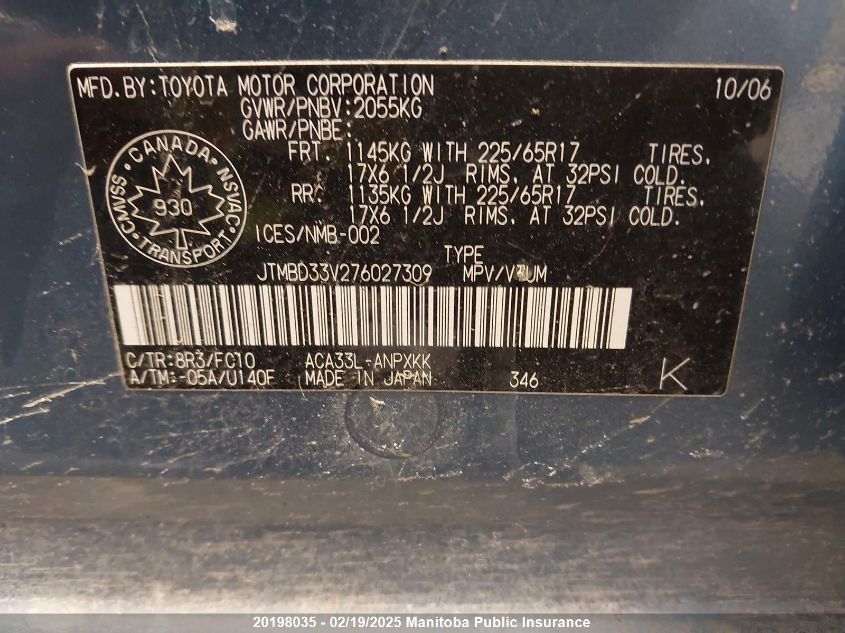 MFD.BY:TOYOTA MOTOR CORPORATION 10/06
GVWR/PNBV:2055KG
GAWR/PNBE:
FRT. 1145KG WITH 225/65R17 TIRES,
17X6 1/2J RIMS, AT 32PSI COLD.
RR. 1135KG WITH 225/65R17 TIRES,
17X6 1/2J RIMS, AT 32PSI COLD.
CANADA
CMVSS NSVAC
930
TRANSPORT
ICES/NMB-002
TYPE
JTMBD33V276027309 MPV/VTUM
C/TR:8R3/FC10 ACA33L-ANPXKK
A/TM:-05A/U140F MADE IN JAPAN 346 K
20198035 - 02/19/2025 Manitoba Public Insurance